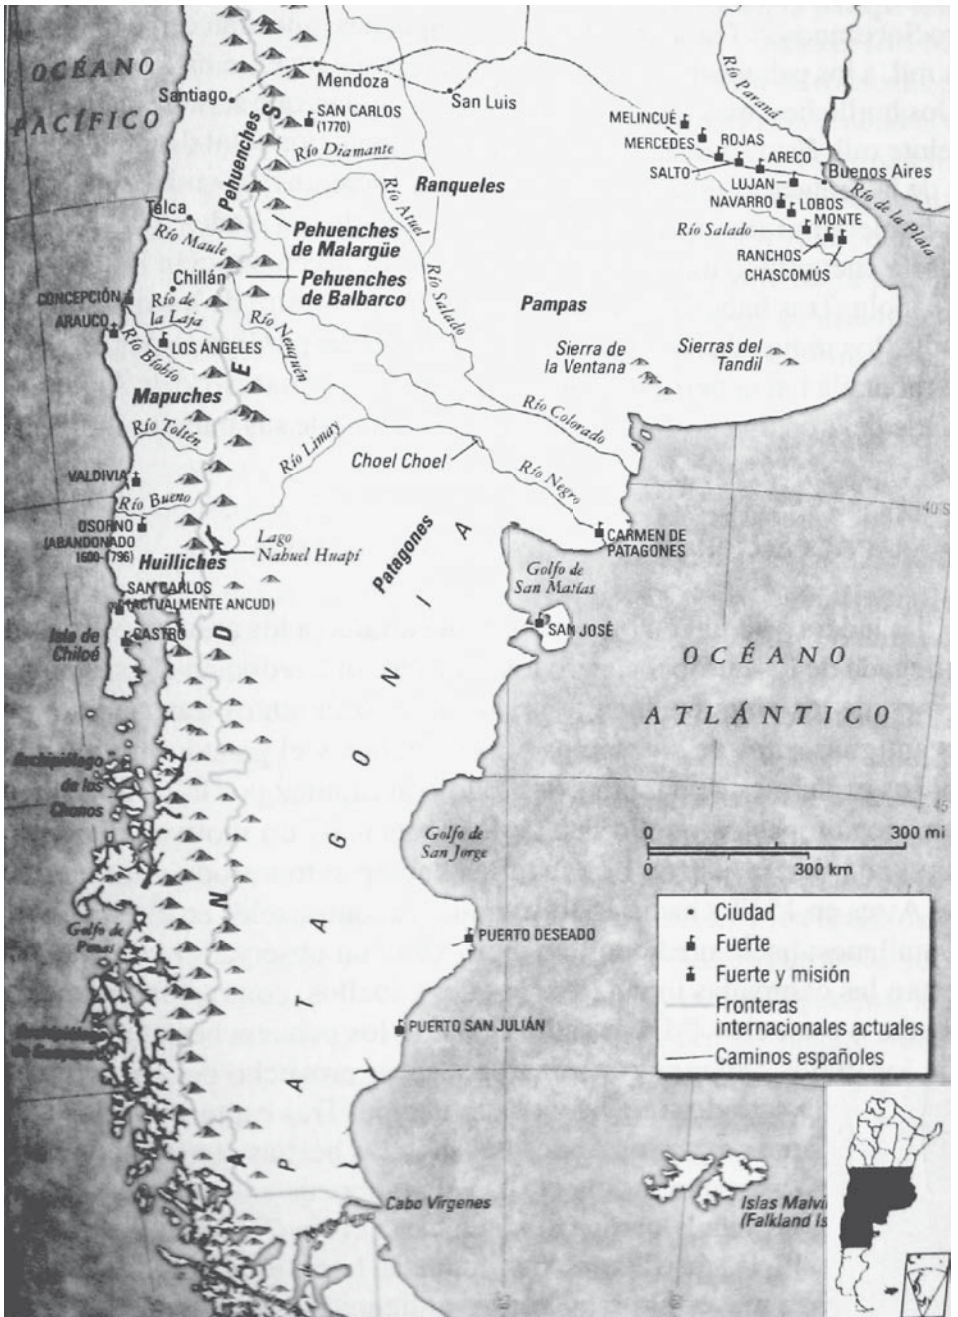 OCÉANO
PACÍFICO
Mendoza
Santiago
San Luis
SAN CARLOS
(1770)
Río Diamante
Pehuenches
Ranqueles
Río Atuel
Río Paraná
MELINCUÉ
MERCEDES
ROJAS
SALTO
ARECO
LUJAN
Buenos Aires
NAVARRO
LOBOS
MONTE
Río de la Plata
Río Salado
RANCHOS
CHASCOMÚS
Talca
Río Maule
Pehuenches
de Malargüe
Chillán
Pehuenches
de Balbarco
Río Salado
Pampas
CONCEPCIÓN
Río de
la Laja
ARAUCO
LOS ÁNGELES
Río Biobío
Río Neuquén
Sierra de
la Ventana
Sierras del
Tandil
Mapuches
Río Toltén
Río Limay
Río Colorado
Choel Choel
Río Negro
VALDIVIA
Río Bueno
OSORNO
(ABANDONADO
Lago
Nahuel Huapí
Huilliches
Patagones
CARMEN DE
PATAGONES
40°S
Golfo de
San Matías
SAN CARLOS
(ACTUALMENTE ANCUD)
Isla de
Chiloé
CASTRO
SAN JOSÉ
OCÉANO
ATLÁNTICO
ANDES
PATAGONIA
Archipiélago
de los
Chonos
45
Golfo de
San Jorge
0 300 mi
0 300 km
Golfo de
Penas
PUERTO DESEADO
PUERTO SAN JULIÁN
Ciudad
Fuerte
Fuerte y misión
Fronteras
internacionales actuales
Caminos españoles
Cabo Vírgenes
Islas Malvi
(Falkland Is